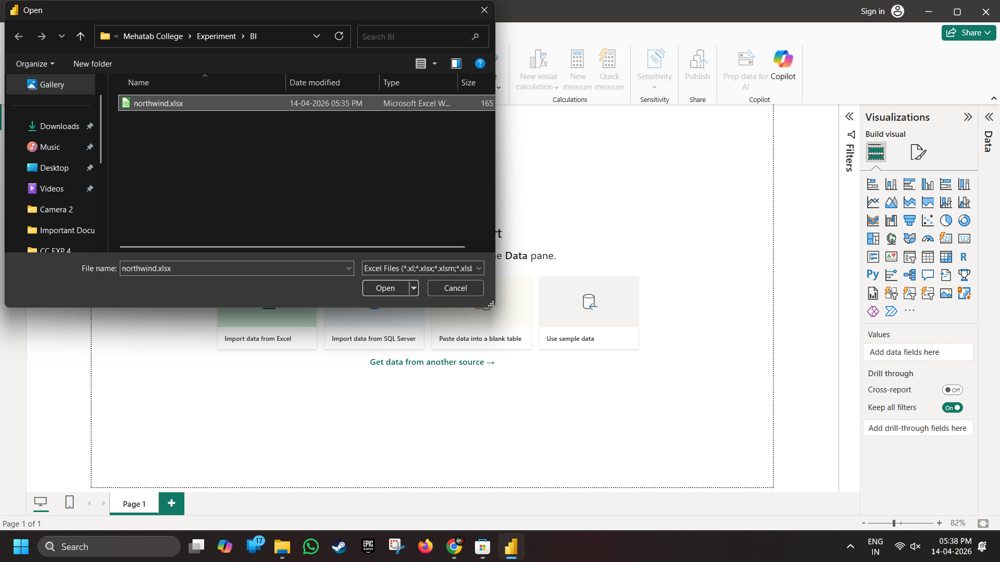 Open
Sign in
« Mehatab College › Experiment › BI
Search BI
Share
Organize
New folder
?
Gallery
Name
Date modified
Type
Size
northwind.xlsx
14-04-2026 05:35 PM
Microsoft Excel W...
165
Downloads
Music
Desktop
Videos
Camera 2
Important Docu
CC EXP 4
File name:
northwind.xlsx
Excel Files (*.xl;*.xlsx;*.xlsm;*.xlsb
Open
Cancel
New visual
calculation
New
measure
Quick
measure
Calculations
Sensitivity
Sensitivity
Publish
Share
Prep data for
AI
Copilot
Copilot
Data pane.
Import data from Excel
Import data from SQL Server
Paste data into a blank table
Use sample data
Get data from another source →
Filters
Visualizations
Build visual
123
123
R
Py
...
Values
Add data fields here
Drill through
Cross-report
Off
Keep all filters
On
Add drill-through fields here
Data
Page 1
+
Page 1 of 1
-
+
82%
Search
17
EPIC
GAMES
ENG
IN
05:38 PM
14-04-2026